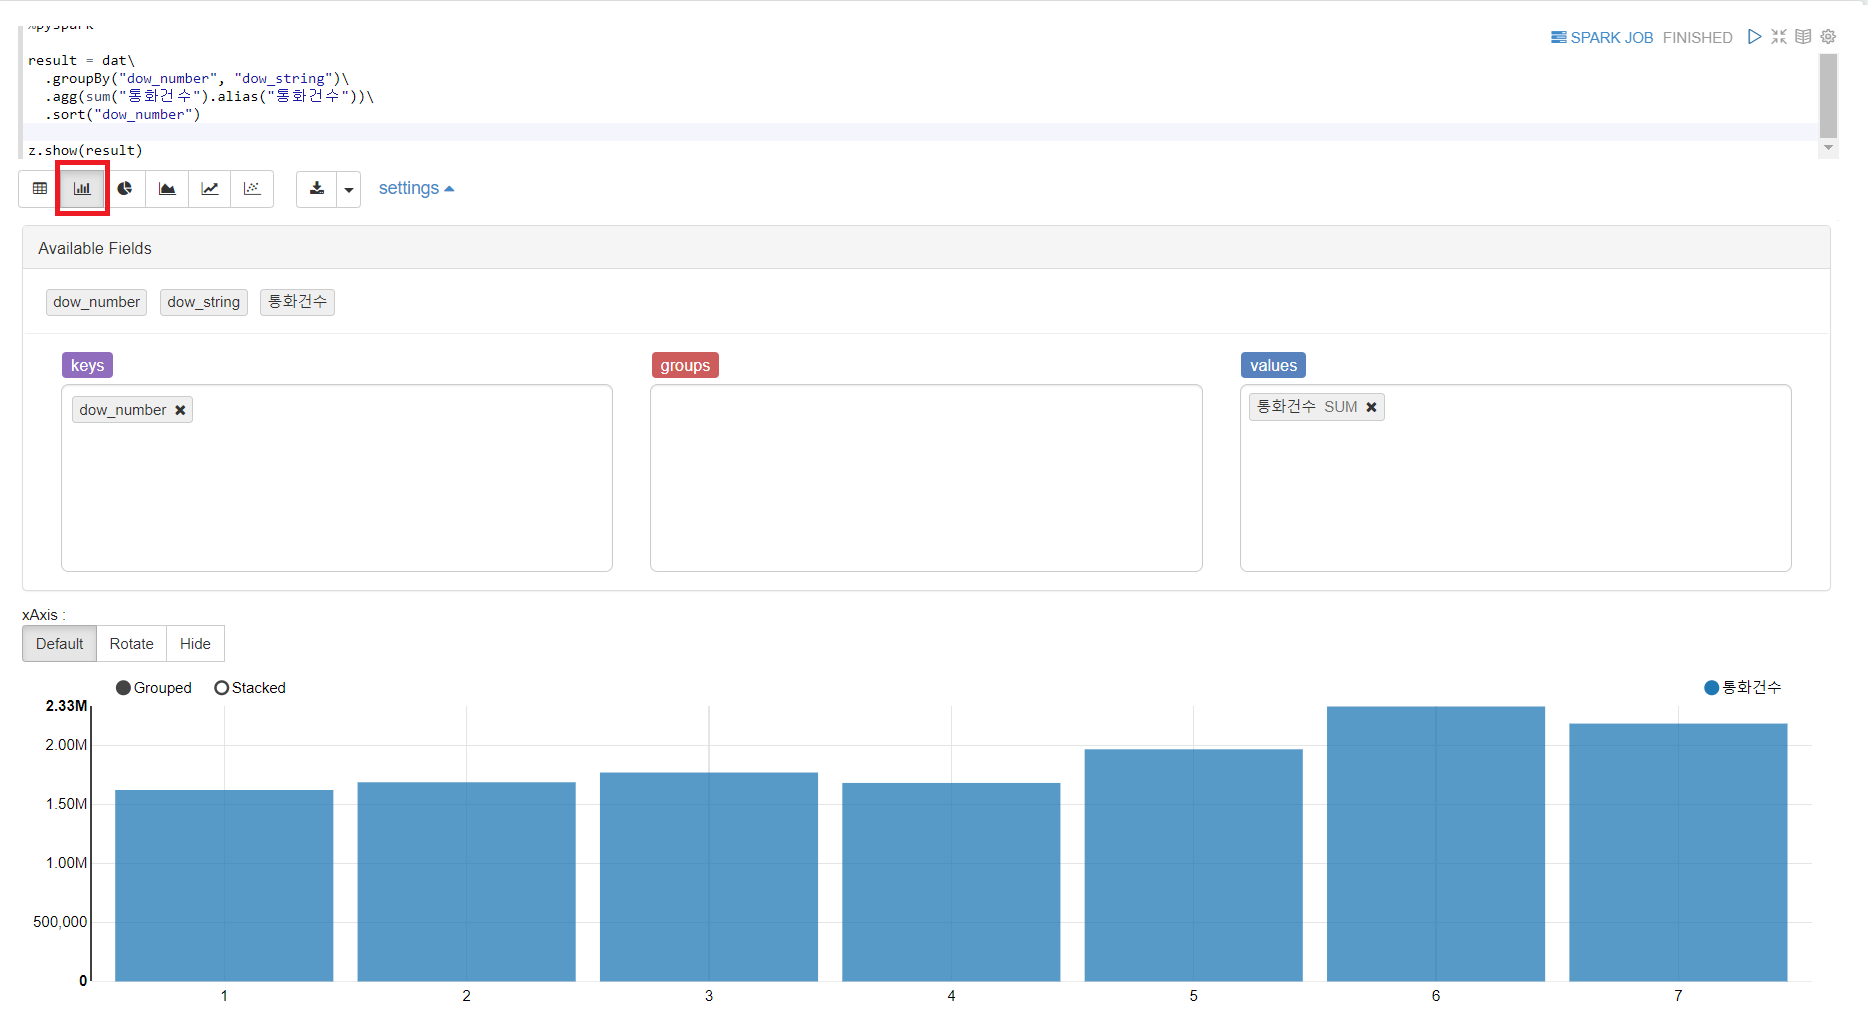 %pyspark
SPARK JOB FINISHED
result = dat\
.groupBy("dow_number", "dow_string")\
.agg(sum("통화건수").alias("통화건수"))\
.sort("dow_number")
z.show(result)
settings
Available Fields
dow_number dow_string 통화건수
keys groups values
dow_number
통화건수 SUM
xAxis :
Default Rotate Hide
Grouped Stacked 통화건수
2.33M
2.00M
1.50M
1.00M
500,000
0
1 2 3 4 5 6 7